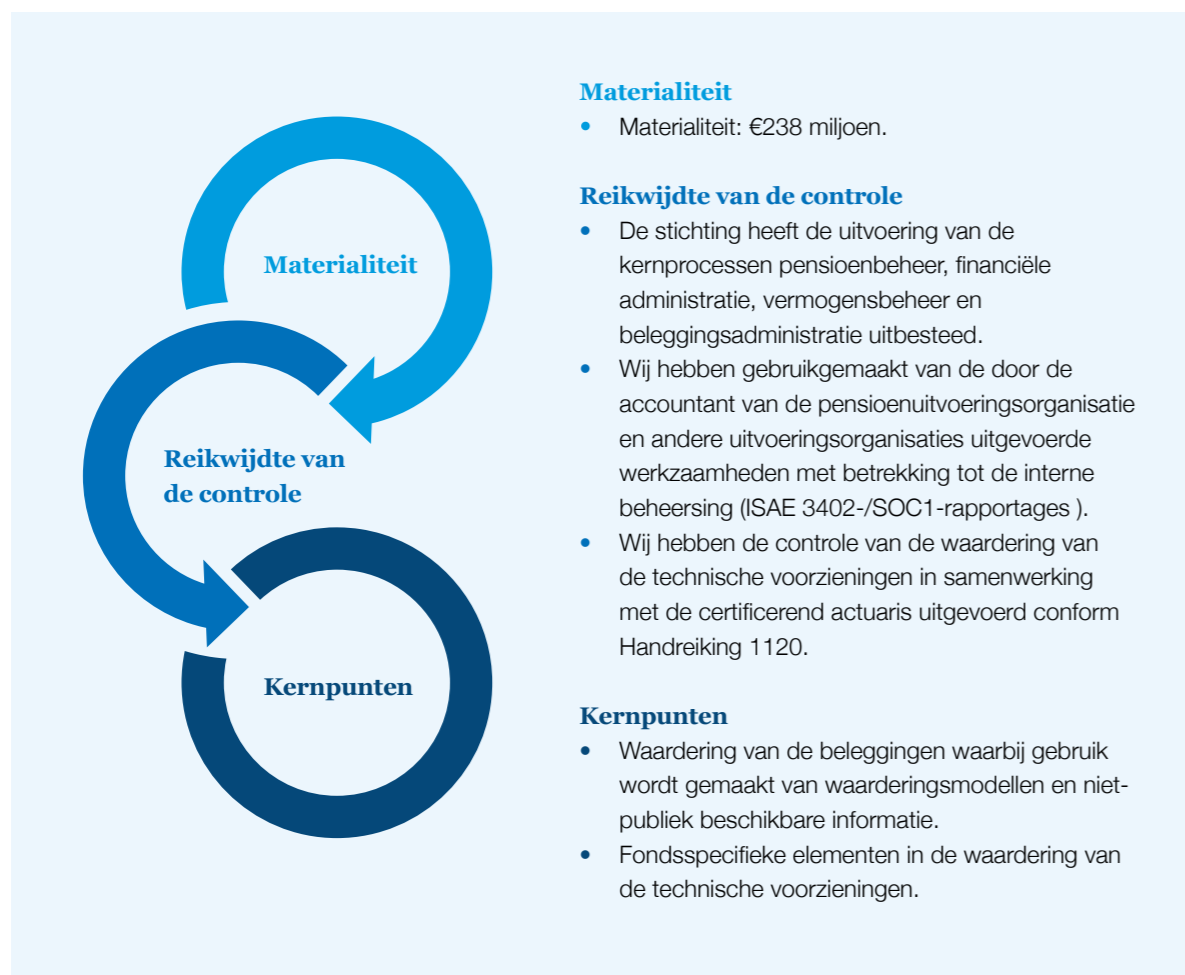 Materialiteit
Reikwijdte van
de controle
Kernpunten
Materialiteit
• Materialiteit: €238 miljoen.
Reikwijdte van de controle
• De stichting heeft de uitvoering van de
kernprocessen pensioenbeheer, financiële
administratie, vermogensbeheer en
beleggingsadministratie uitbesteed.
• Wij hebben gebruikgemaakt van de door de
accountant van de pensioenuitvoeringsorganisatie
en andere uitvoeringsorganisaties uitgevoerde
werkzaamheden met betrekking tot de interne
beheersing (ISAE 3402-/SOC1-rapportages ).
• Wij hebben de controle van de waardering van
de technische voorzieningen in samenwerking
met de certificerend actuaris uitgevoerd conform
Handreiking 1120.
Kernpunten
• Waardering van de beleggingen waarbij gebruik
wordt gemaakt van waarderingsmodellen en niet-
publiek beschikbare informatie.
• Fondsspecifieke elementen in de waardering van
de technische voorzieningen.